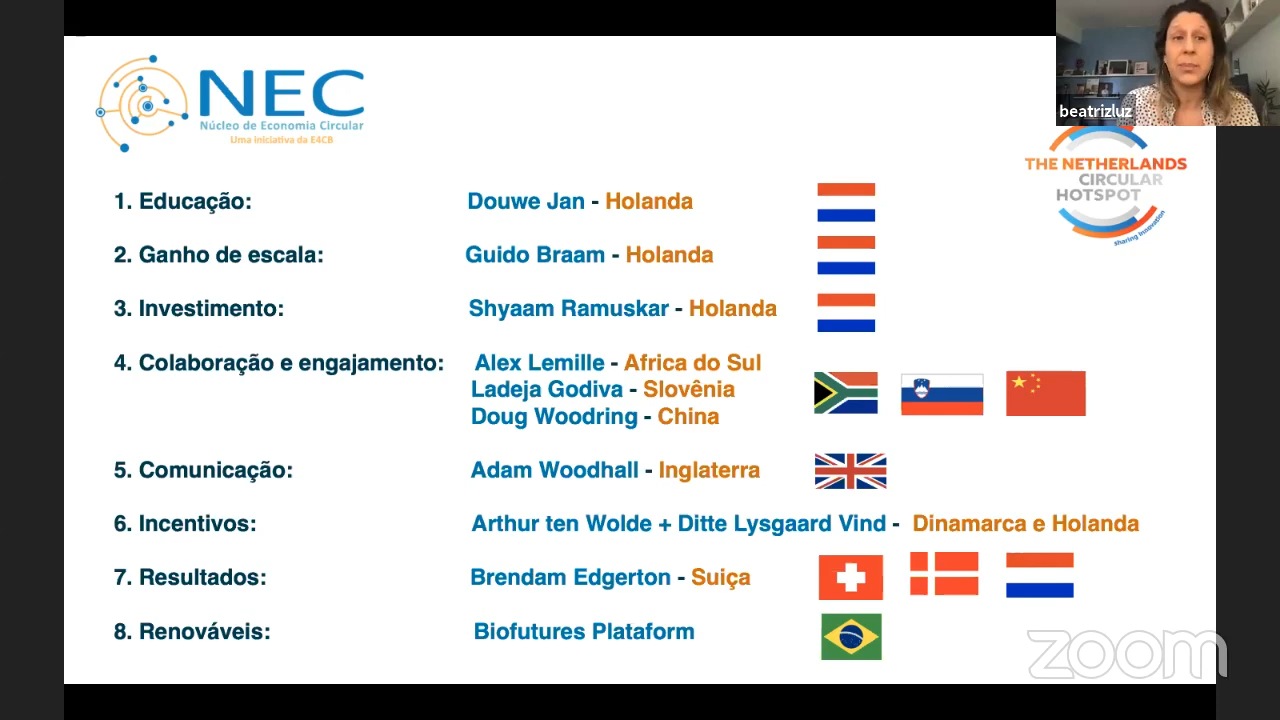 NEC
Núcleo de Economia Circular
Uma iniciativa da E4CB
beatrizluz
THE NETHERLANDS
CIRCULAR
HOTSPOT
sharing innovation
1. Educação: Douwe Jan - Holanda
2. Ganho de escala: Guido Braam - Holanda
3. Investimento: Shyaam Ramuskar - Holanda
4. Colaboração e engajamento: Alex Lemille - Africa do Sul
Ladeja Godiva - Slovênia
Doug Woodring - China
5. Comunicação: Adam Woodhall - Inglaterra
6. Incentivos: Arthur ten Wolde + Ditte Lysgaard Vind - Dinamarca e Holanda
7. Resultados: Brendam Edgerton - Suiça
8. Renováveis: Biofutures Plataform
zoom